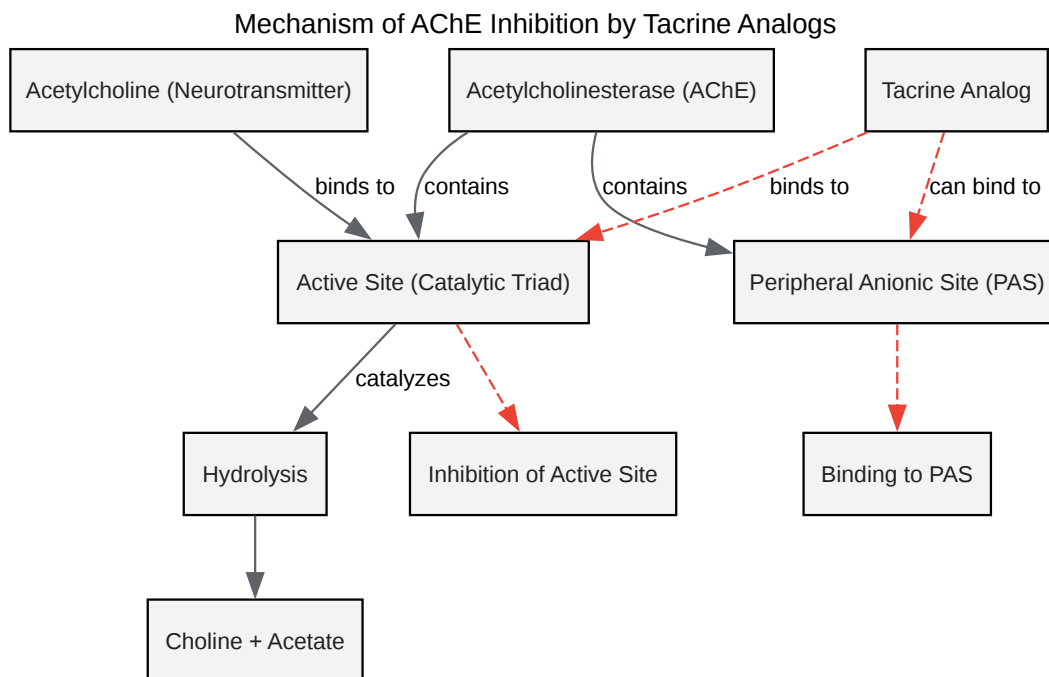 Mechanism of AChE Inhibition by Tacrine Analogs
Acetylcholine (Neurotransmitter)
Acetylcholinesterase (AChE)
Tacrine Analog
binds to
contains
contains
binds to
can bind to
Active Site (Catalytic Triad)
Peripheral Anionic Site (PAS)
catalyzes
Hydrolysis
Inhibition of Active Site
Binding to PAS
Choline + Acetate